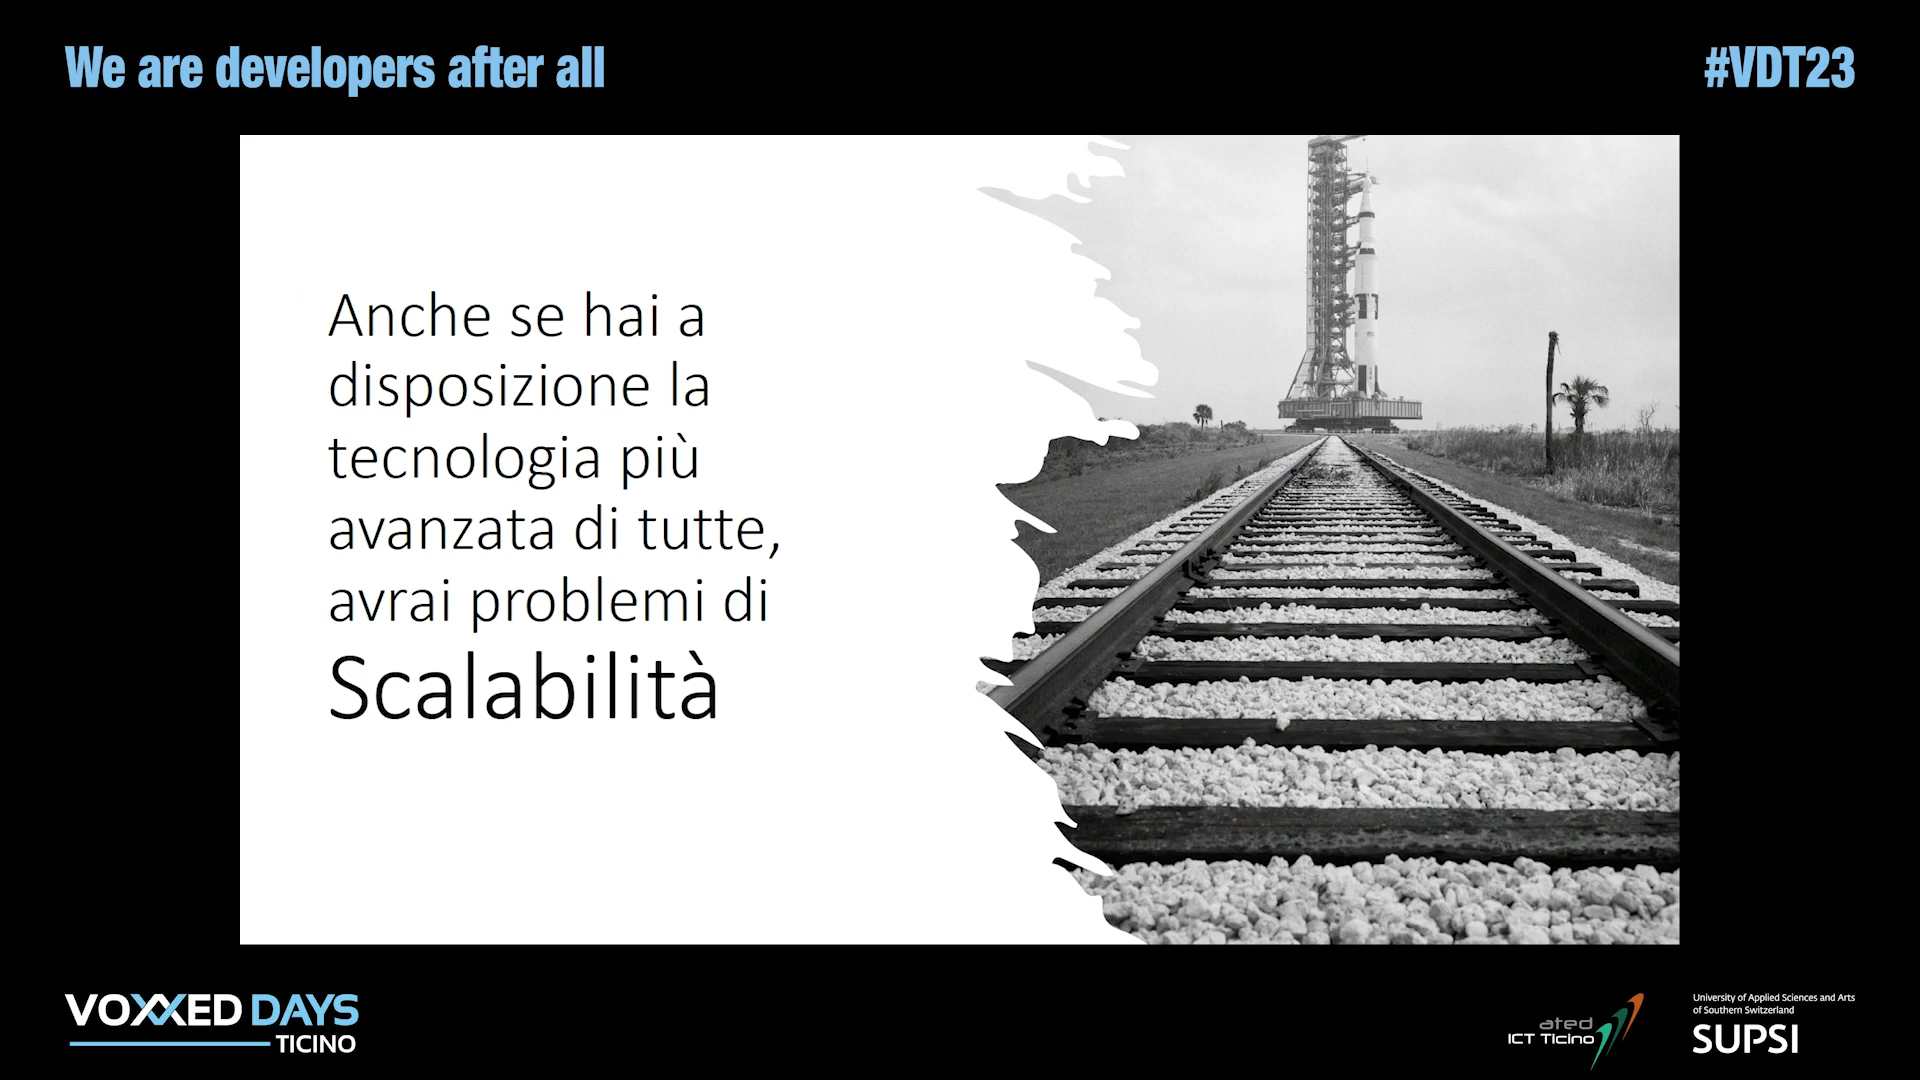 We are developers after all
#VDT23
Anche se hai a
disposizione la
tecnologia più
avanzata di tutte,
avrai problemi di
Scalabilità
VOXXED DAYS
TICINO
ated
ICT Ticino
University of Applied Sciences and Arts
of Southern Switzerland
SUPSI